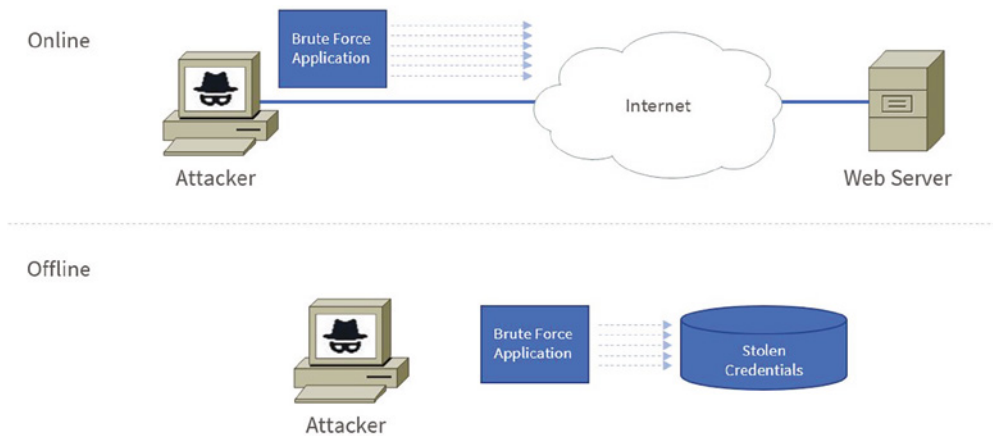 Online
Brute Force
Application
Internet
Attacker
Web Server
Offline
Brute Force
Application
Stolen
Credentials
Attacker